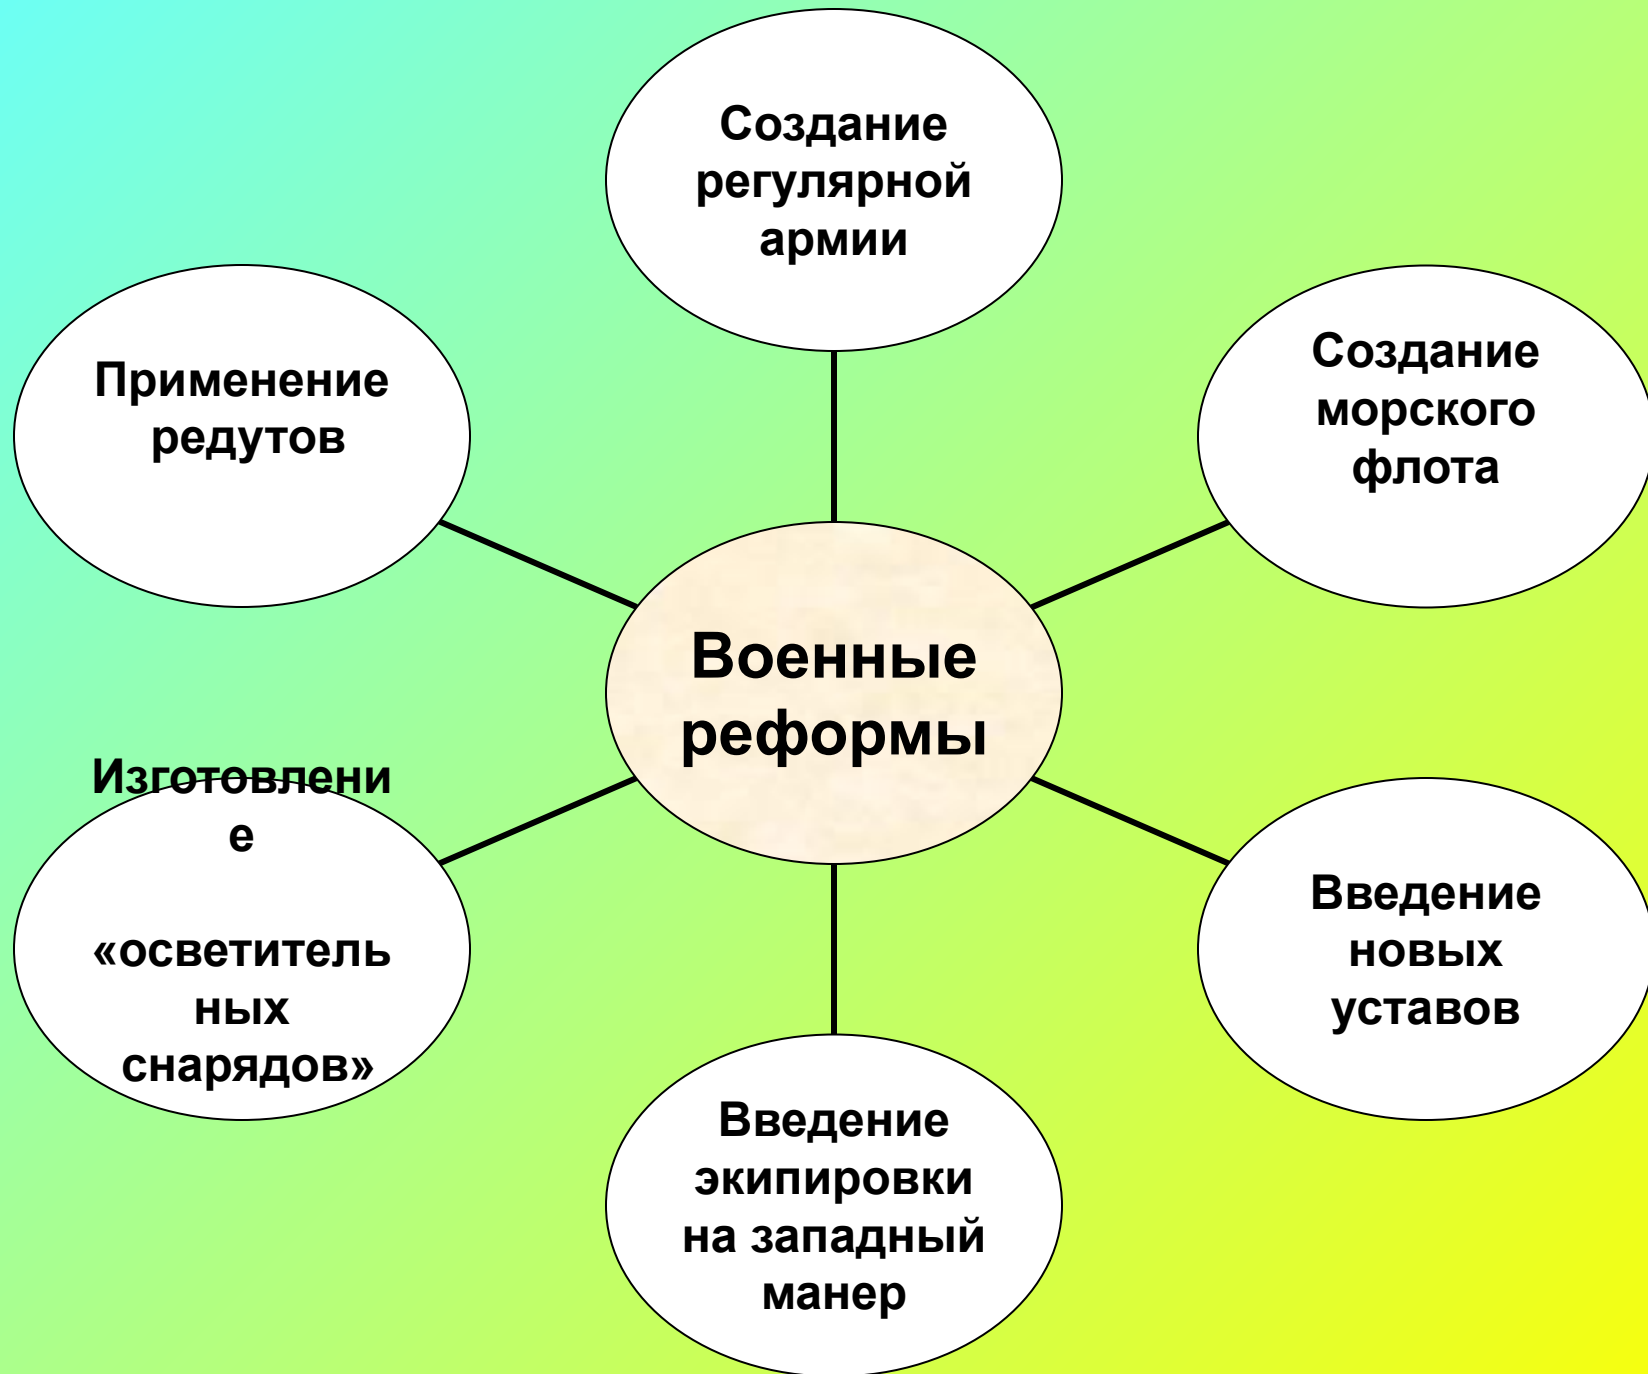 Создание
регулярной
армии
Применение
редутов
Создание
морского
флота
Военные
реформы
Изготовлени
е
«осветитель
ных
снарядов»
Введение
новых
уставов
Введение
экипировки
на западный
манер